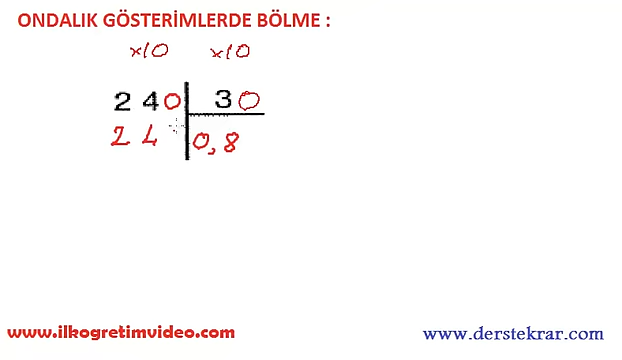 ONDALIK GÖSTERİMLERDE BÖLME :
x10 x10
240 30
24 0,8
www.ilkogretimvideo.com www.derstekrar.com